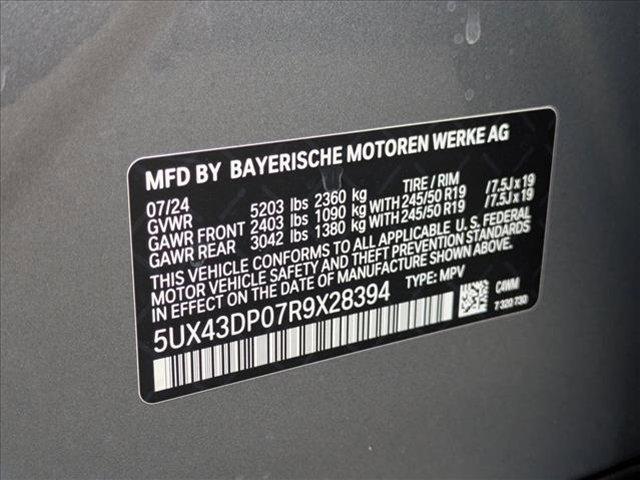 MFD BY BAYERISCHE MOTOREN WERKE AG
07/24 5203 lbs 2360 kg TIRE / RIM
GVWR
GAWR FRONT 2403 lbs 1090 kg WITH 245/50 R19 /7.5J x 19
GAWR REAR 3042 lbs 1380 kg WITH 245/50 R19 /7.5J x 19
THIS VEHICLE CONFORMS TO ALL APPLICABLE U. S. FEDERAL
MOTOR VEHICLE SAFETY AND THEFT PREVENTION STANDARDS
IN EFFECT ON THE DATE OF MANUFACTURE SHOWN ABOVE.
5UX43DP07R9X28394 TYPE: MPV C4WM
7 320 730